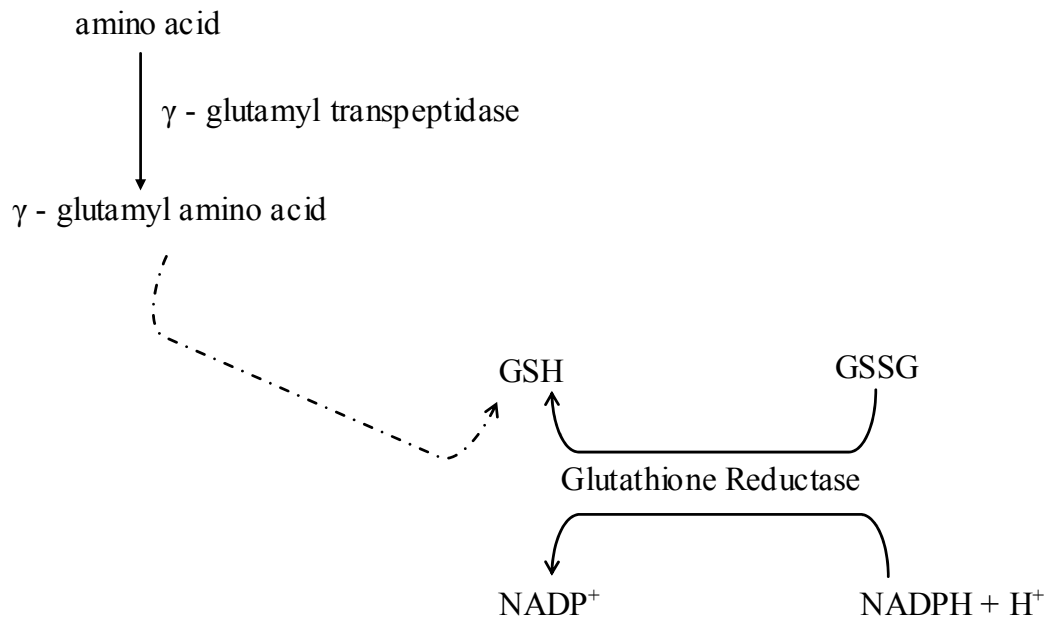 amino acid
γ - glutamyl transpeptidase
γ - glutamyl amino acid
GSH
GSSG
Glutathione Reductase
NADP⁺
NADPH + H⁺